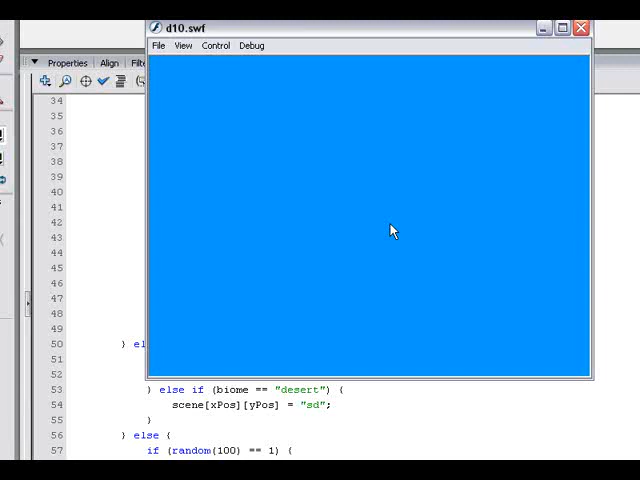 d10.swf
File View Control Debug
Properties Align
34
35
36
37
38
39
40
41
42
43
44
45
46
47
48
49
50 } el
51
52
53 } else if (biome == "desert") {
54 scene[xPos][yPos] = "sd";
55 }
56 } else {
57 if (random(100) == 1) {